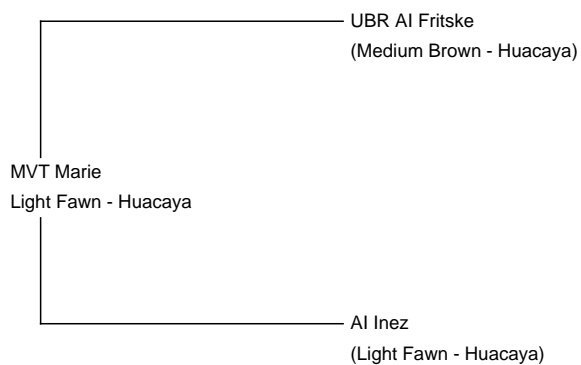 UBR AI Fritske
(Medium Brown - Huacaya)
MVT Marie
Light Fawn - Huacaya
AI Inez
(Light Fawn - Huacaya)